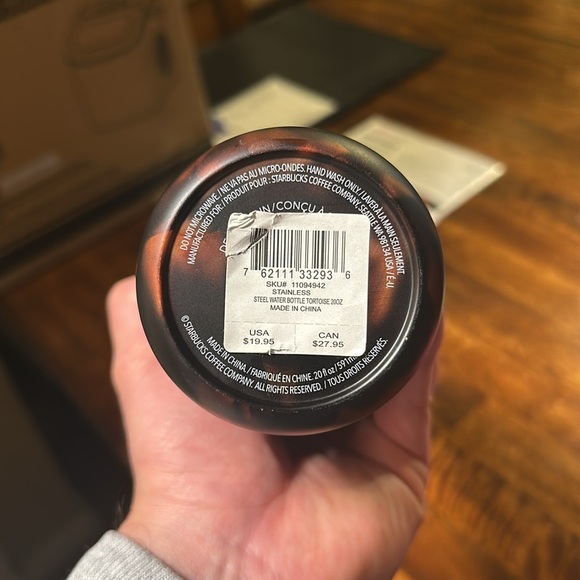 DO NOT MICROWAVE / NE VA PAS AU MICRO-ONDES. HAND WASH ONLY / LAVER À LA MAIN SEULEMENT.
MANUFACTURED FOR: / PRODUIT POUR : STARBUCKS COFFEE COMPANY, SEATTLE WA 98134 USA / É-U.
IN/CONÇU À
7 62111 33293 6
SKU# 11094942
STAINLESS
STEEL WATER BOTTLE TORTOISE 20OZ
MADE IN CHINA
USA CAN
$19.95 $27.95
MADE IN CHINA / FABRIQUÉ EN CHINE. 20 fl oz / 591
© STARBUCKS COFFEE COMPANY. ALL RIGHTS RESERVED. / TOUS DROITS RÉSERVÉS.